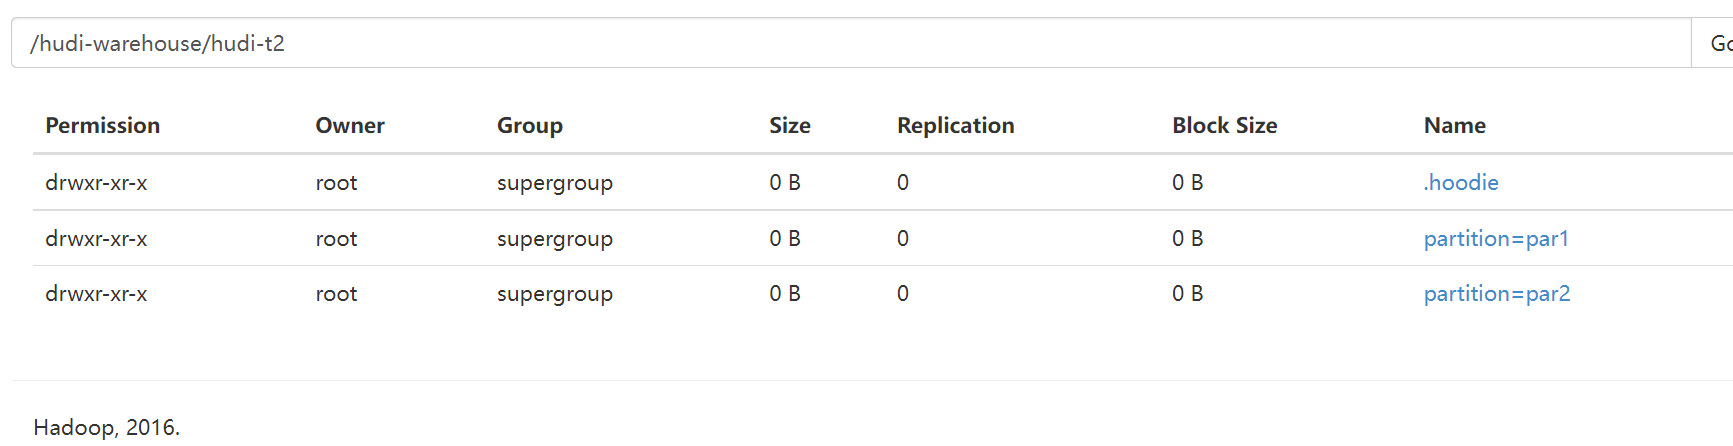 /hudi-warehouse/hudi-t2 Go
Permission Owner Group Size Replication Block Size Name
drwxr-xr-x root supergroup 0 B 0 0 B .hoodie
drwxr-xr-x root supergroup 0 B 0 0 B partition=par1
drwxr-xr-x root supergroup 0 B 0 0 B partition=par2
Hadoop, 2016.